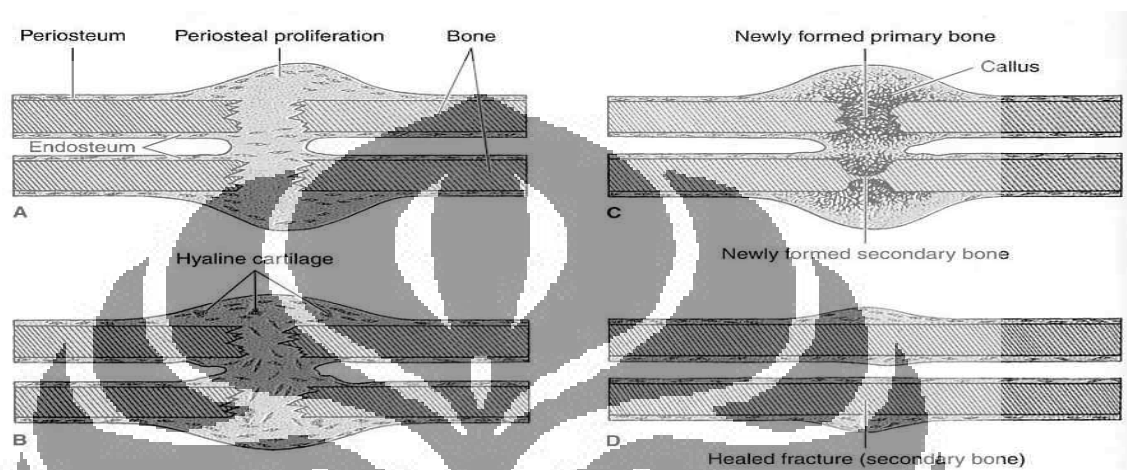 Periosteum
Periosteal proliferation
Bone
Endosteum
A
Newly formed primary bone
Callus
C
Newly formed secondary bone
Hyaline cartilage
B
D
Healed fracture (secondary bone)